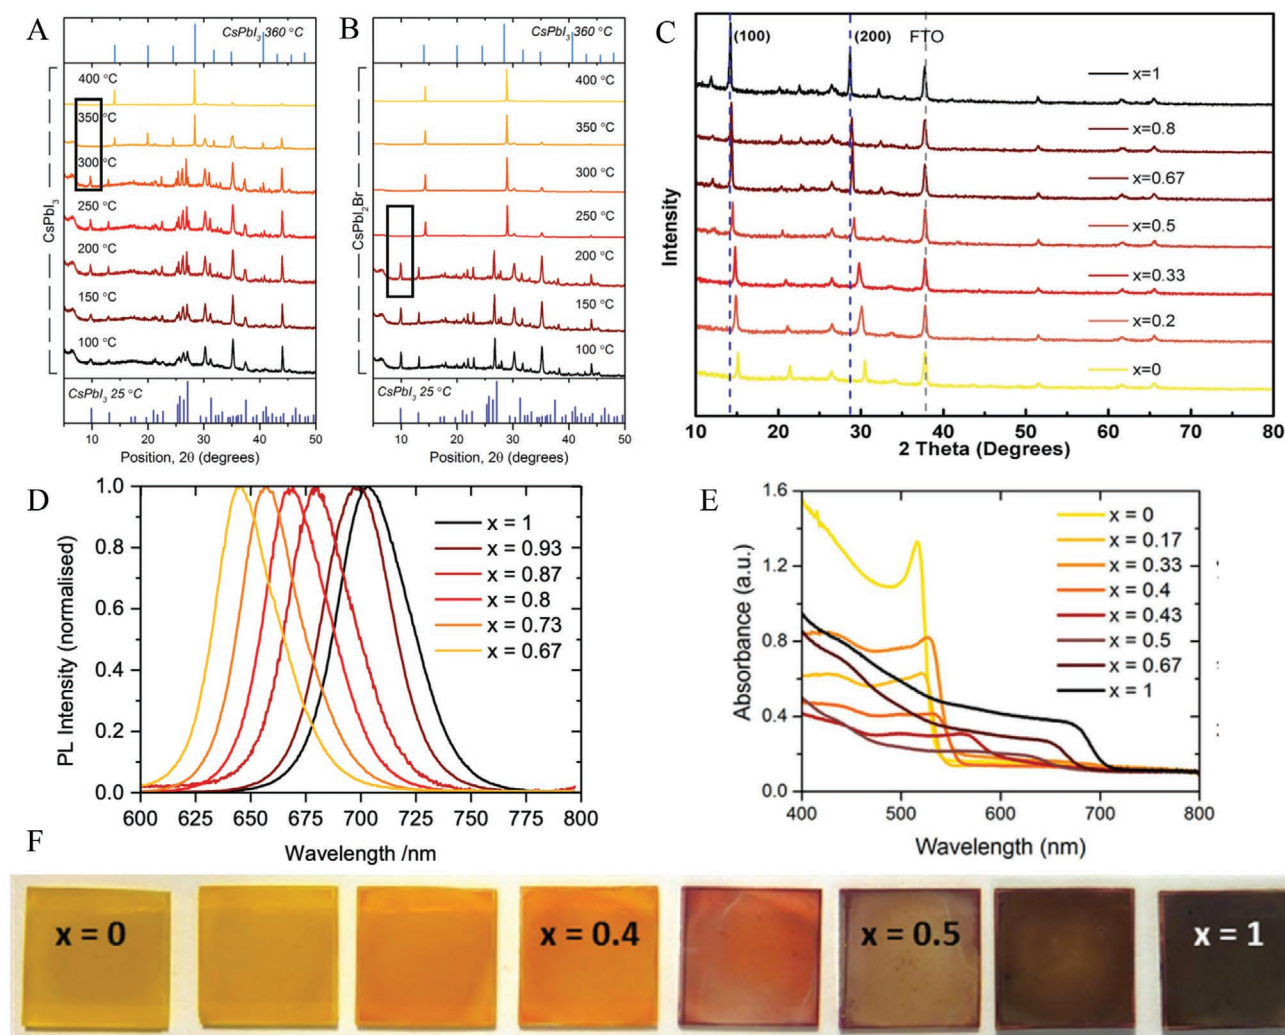 A
CsPbI3 360 °C
400 °C
350 °C
300 °C
250 °C
200 °C
150 °C
100 °C
CsPbI3
CsPbI3 25 °C
10 20 30 40 50
Position, 2θ (degrees)
B
CsPbI3 360 °C
400 °C
350 °C
300 °C
250 °C
200 °C
150 °C
100 °C
CsPbI2Br
CsPbI3 25 °C
10 20 30 40 50
Position, 2θ (degrees)
C
(100) (200) FTO
x=1
x=0.8
x=0.67
x=0.5
x=0.33
x=0.2
x=0
Intensity
10 20 30 40 50 60 70 80
2 Theta (Degrees)
D
1.0
0.8
0.6
0.4
0.2
0.0
PL Intensity (normalised)
x = 1
x = 0.93
x = 0.87
x = 0.8
x = 0.73
x = 0.67
600 625 650 675 700 725 750 775 800
Wavelength /nm
E
1.6
1.2
0.8
0.4
0.0
Absorbance (a.u.)
x = 0
x = 0.17
x = 0.33
x = 0.4
x = 0.43
x = 0.5
x = 0.67
x = 1
400 500 600 700 800
Wavelength (nm)
F
x = 0 x = 0.4 x = 0.5 x = 1